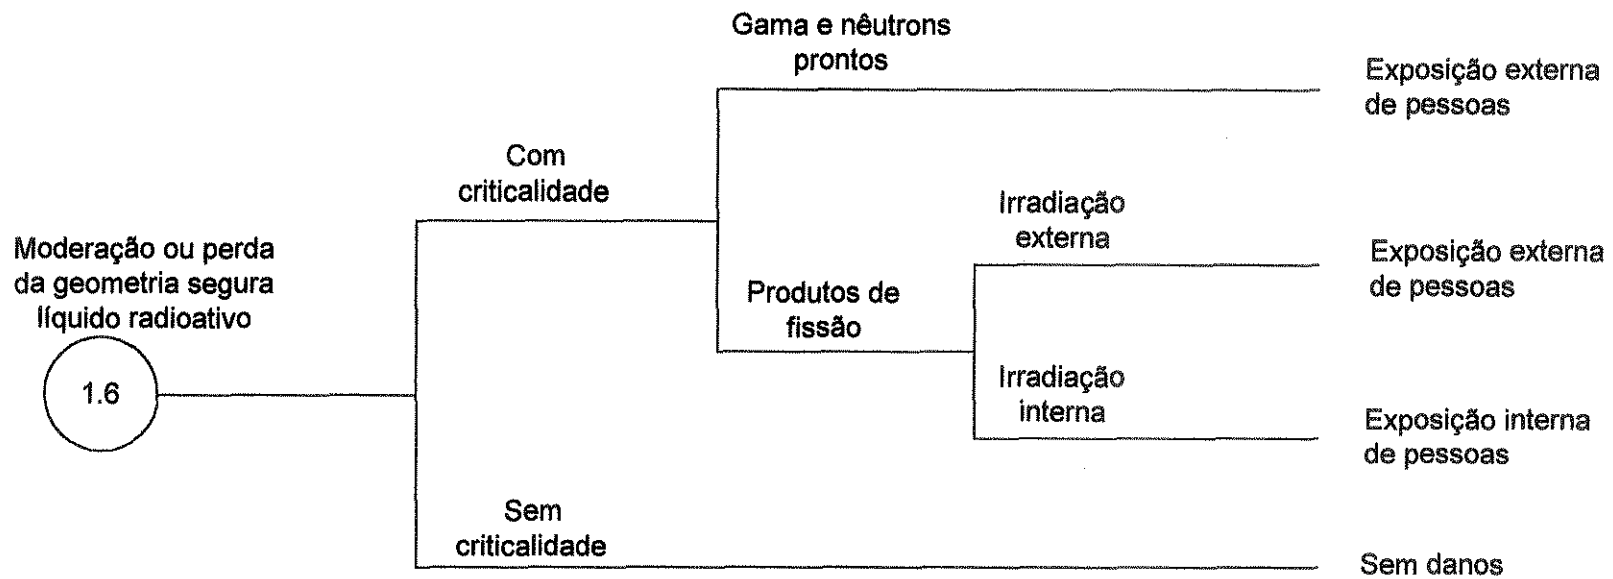 Gama e nêutrons
prontos
Exposição externa
de pessoas
Com
criticalidade
Irradiação
externa
Exposição externa
de pessoas
Moderação ou perda
da geometria segura
líquido radioativo
1.6
Produtos de
fissão
Irradiação
interna
Exposição interna
de pessoas
Sem
criticalidade
Sem danos